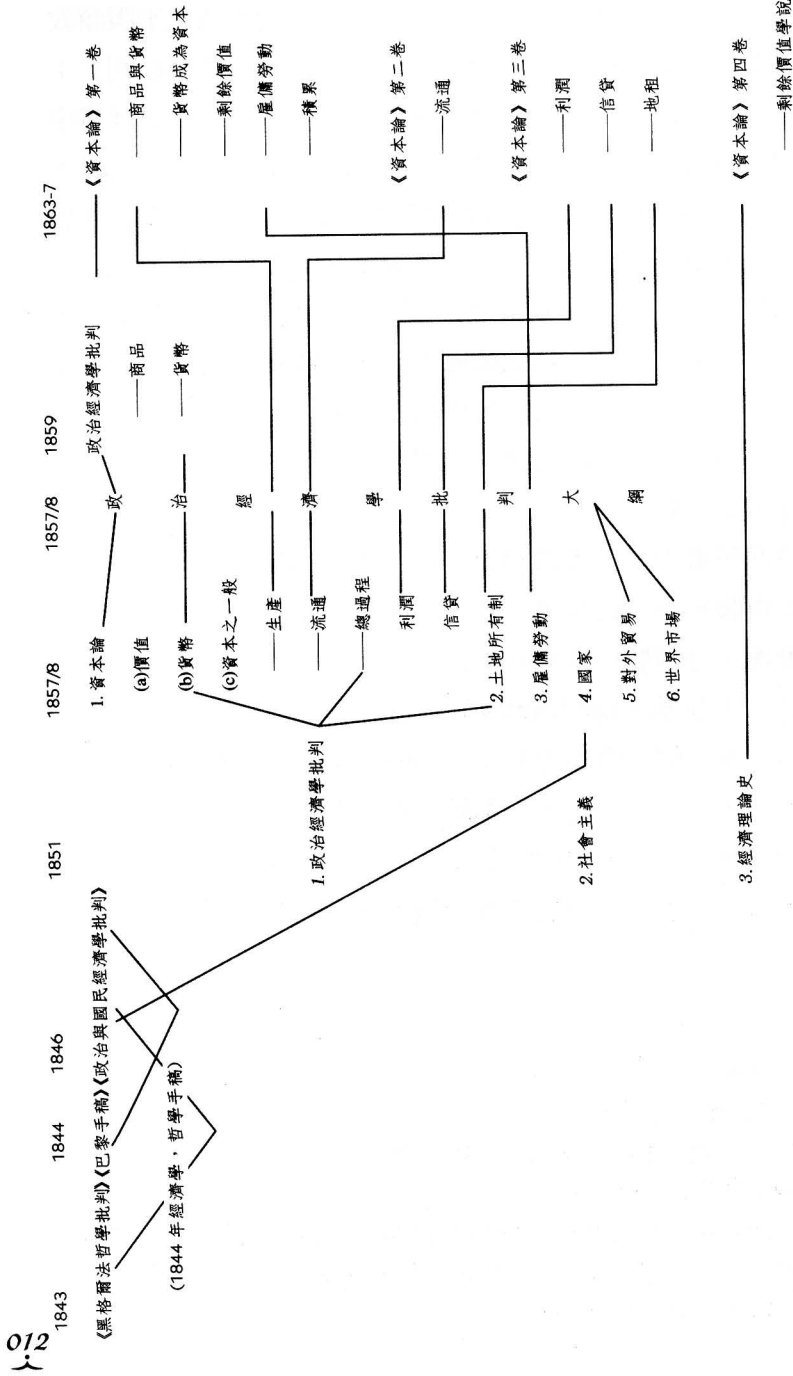 012
1843
1844
1846
1851
1857/8
1857/8
1859
1863-7
《黑格爾法哲學批判》《巴黎手稿》《政治與國民經濟學批判》
(1844 年經濟學，哲學手稿)
1.政治經濟學批判
2.社會主義
3.經濟理論史
1.資本論
(a)價值
(b)貨幣
(c)資本之一般
——生產
——流通
——總過程
利潤
信貸
2.土地所有制
3.雇傭勞動
4.國家
5.對外貿易
6.世界市場
政治經濟學批判大綱
政治經濟學批判
——商品
——貨幣
《資本論》第一卷
——商品與貨幣
——貨幣成為資本
——剩餘價值
——雇傭勞動
——積累
《資本論》第二卷
——流通
《資本論》第三卷
——利潤
——信貸
——地租
《資本論》第四卷
——剩餘價值學說